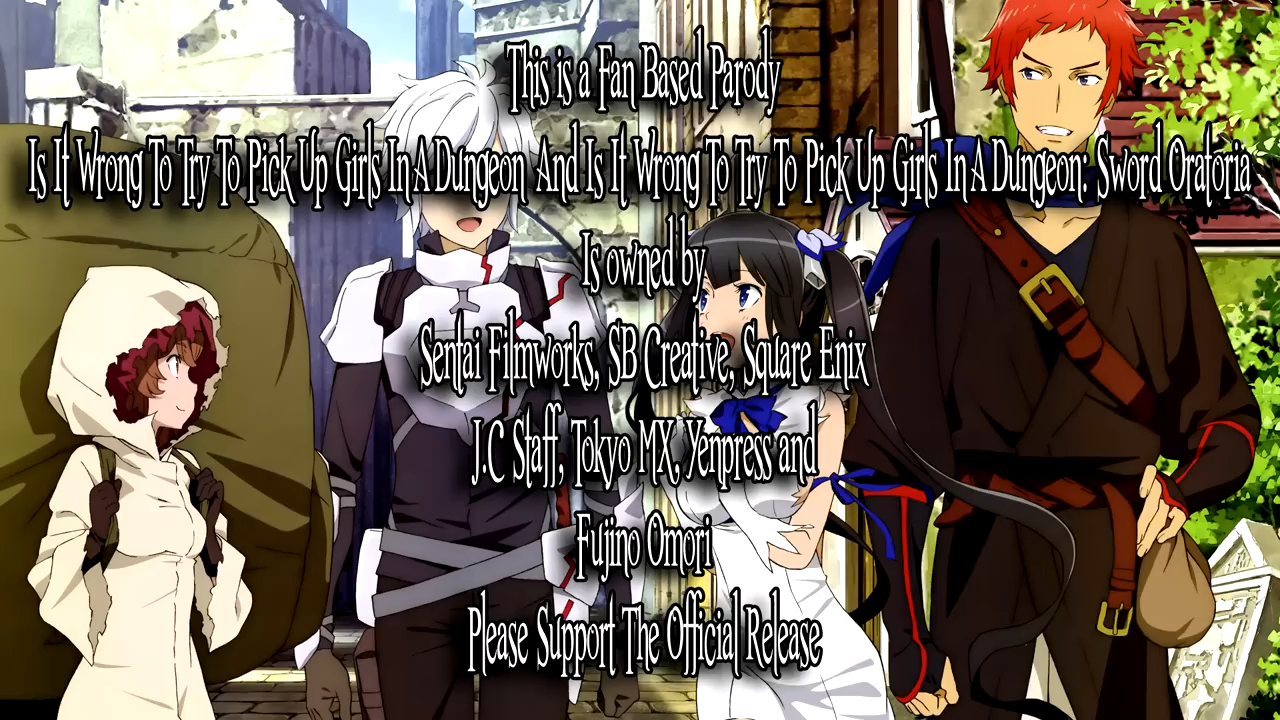 This is a Fan Based Parody
Is It Wrong To Try To Pick Up Girls In A Dungeon And Is It Wrong To Try To Pick Up Girls In A Dungeon: Sword Oratoria
Is owned by
Sentai Filmworks, SB Creative, Square Enix
J.C Staff, Tokyo MX, Yenpress and
Fujino Omori
Please Support The Official Release